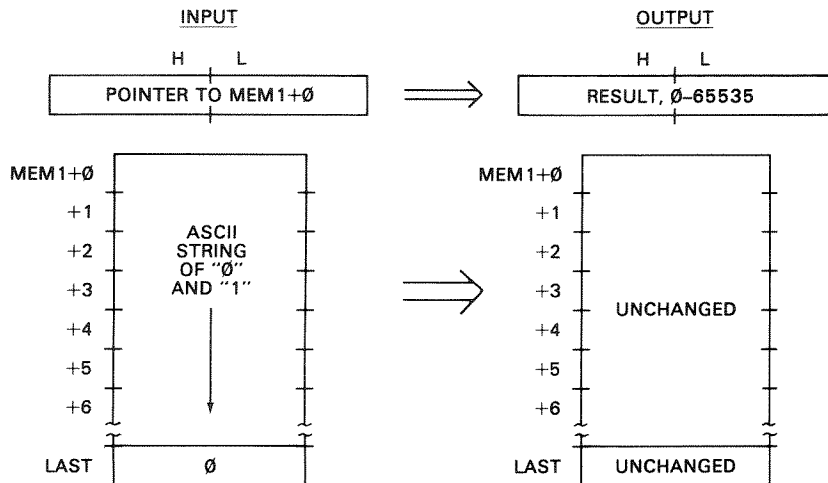 INPUT
H L
POINTER TO MEM1+Ø
MEM1+Ø
+1
+2
+3
+4
+5
+6
LAST
ASCII
STRING
OF "Ø"
AND "1"
Ø
OUTPUT
H L
RESULT, Ø–65535
MEM1+Ø
+1
+2
+3
+4
+5
+6
LAST
UNCHANGED
UNCHANGED